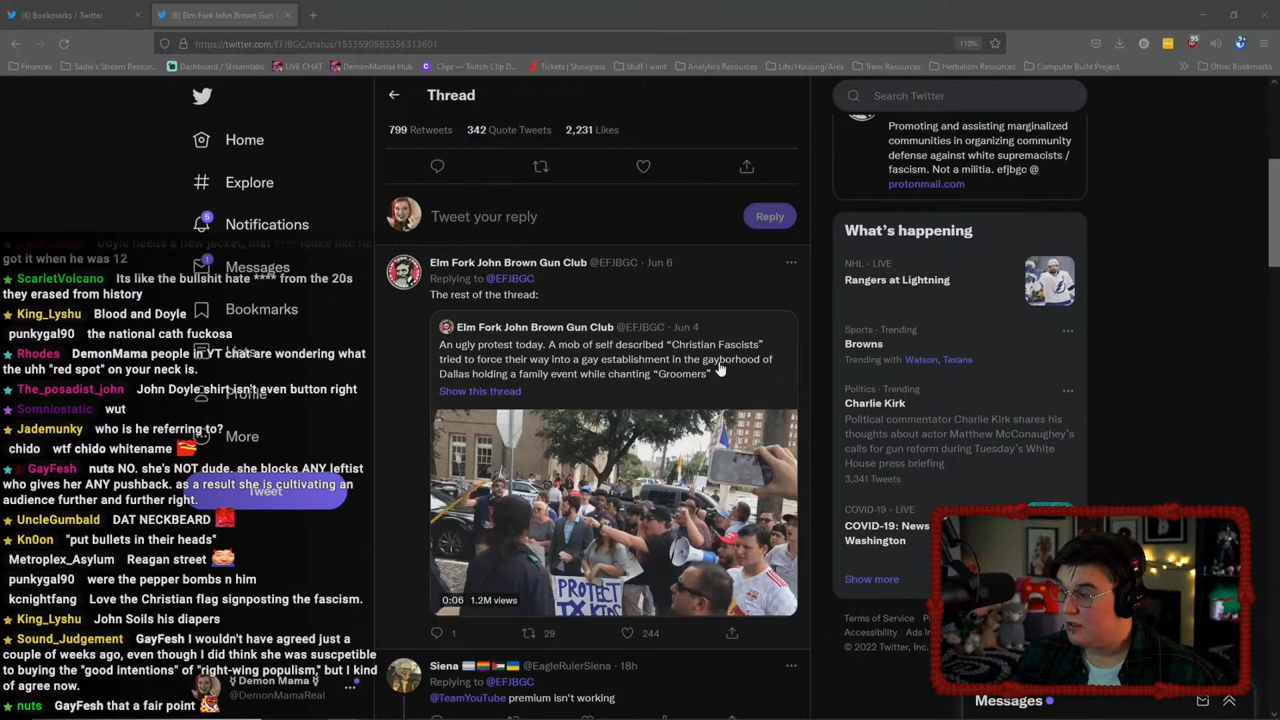 (6) Bookmarks / Twitter
(6) Elm Fork John Brown Gun C
https://twitter.com/EFJBGC/status/1533559053356313601
110%
95
Finances
Sadie's Stream Resour...
Dashboard / Streamlabs
LIVE CHAT
DemonMamas Hub
Clipr — Twitch Clip D...
Tickets | Showpass
Stuff I want
Analytics Resources
Life/Housing/Area
Trans Resources
Herbalism Resources
Computer Build Project
Other Bookmarks
Home
Explore
5
Notifications
1
Messages
Bookmarks
Profile
More
Tweet
Demon Mama
@DemonMamaReal
Doyle needs a new jacket, that **** looks like he
got it when he was 12
ScarletVolcano Its like the bullshit hate **** from the 20s
they erased from history
King_Lyshu Blood and Doyle
punkygal90 the national cath fuckosa
Rhodes DemonMama people in YT chat are wondering what
the uhh "red spot" on your neck is.
The_posadist_john John Doyle shirt isn't even button right
Somniostatic wut
Jademunky who is he referring to?
chido wtf chido whitename
GayFesh nuts NO. she's NOT dude. she blocks ANY leftist
who gives her ANY pushback. as a result she is cultivating an
audience further and further right.
UncleGumbald DAT NECKBEARD
Kn0on "put bullets in their heads"
Metroplex_Asylum Reagan street
punkygal90 were the pepper bombs n him
kcnightfang Love the Christian flag signposting the fascism.
King_Lyshu John Soils his diapers
Sound_Judgement GayFesh I wouldn't have agreed just a
couple of weeks ago, even though I did think she was suscpetible
to buying the "good intentions" of "right-wing populism," but I kind
of agree now.
nuts GayFesh that a fair point
Thread
799 Retweets 342 Quote Tweets 2,231 Likes
Tweet your reply
Reply
Elm Fork John Brown Gun Club @EFJBGC · Jun 6
Replying to @EFJBGC
The rest of the thread:
Elm Fork John Brown Gun Club @EFJBGC · Jun 4
An ugly protest today. A mob of self described "Christian Fascists"
tried to force their way into a gay establishment in the gayborhood of
Dallas holding a family event while chanting "Groomers"
Show this thread
PROTECT
TX KIDS
0:06 1.2M views
1 29 244
Siena @EagleRulerSiena · 18h
Replying to @EFJBGC
@TeamYouTube premium isn't working
Search Twitter
Promoting and assisting marginalized
communities in organizing community
defense against white supremacists /
fascism. Not a militia. efjbgc @
protonmail.com
What's happening
NHL · LIVE
Rangers at Lightning
Sports · Trending
Browns
Trending with Watson, Texans
Politics · Trending
Charlie Kirk
Political commentator Charlie Kirk shares his
thoughts about actor Matthew McConaughey's
calls for gun reform during Tuesday's White
House press briefing
3,341 Tweets
COVID-19 · LIVE
COVID-19: News
Washington
Show more
Terms of Service
Accessibility Ads in
© 2022 Twitter, Inc.
Messages